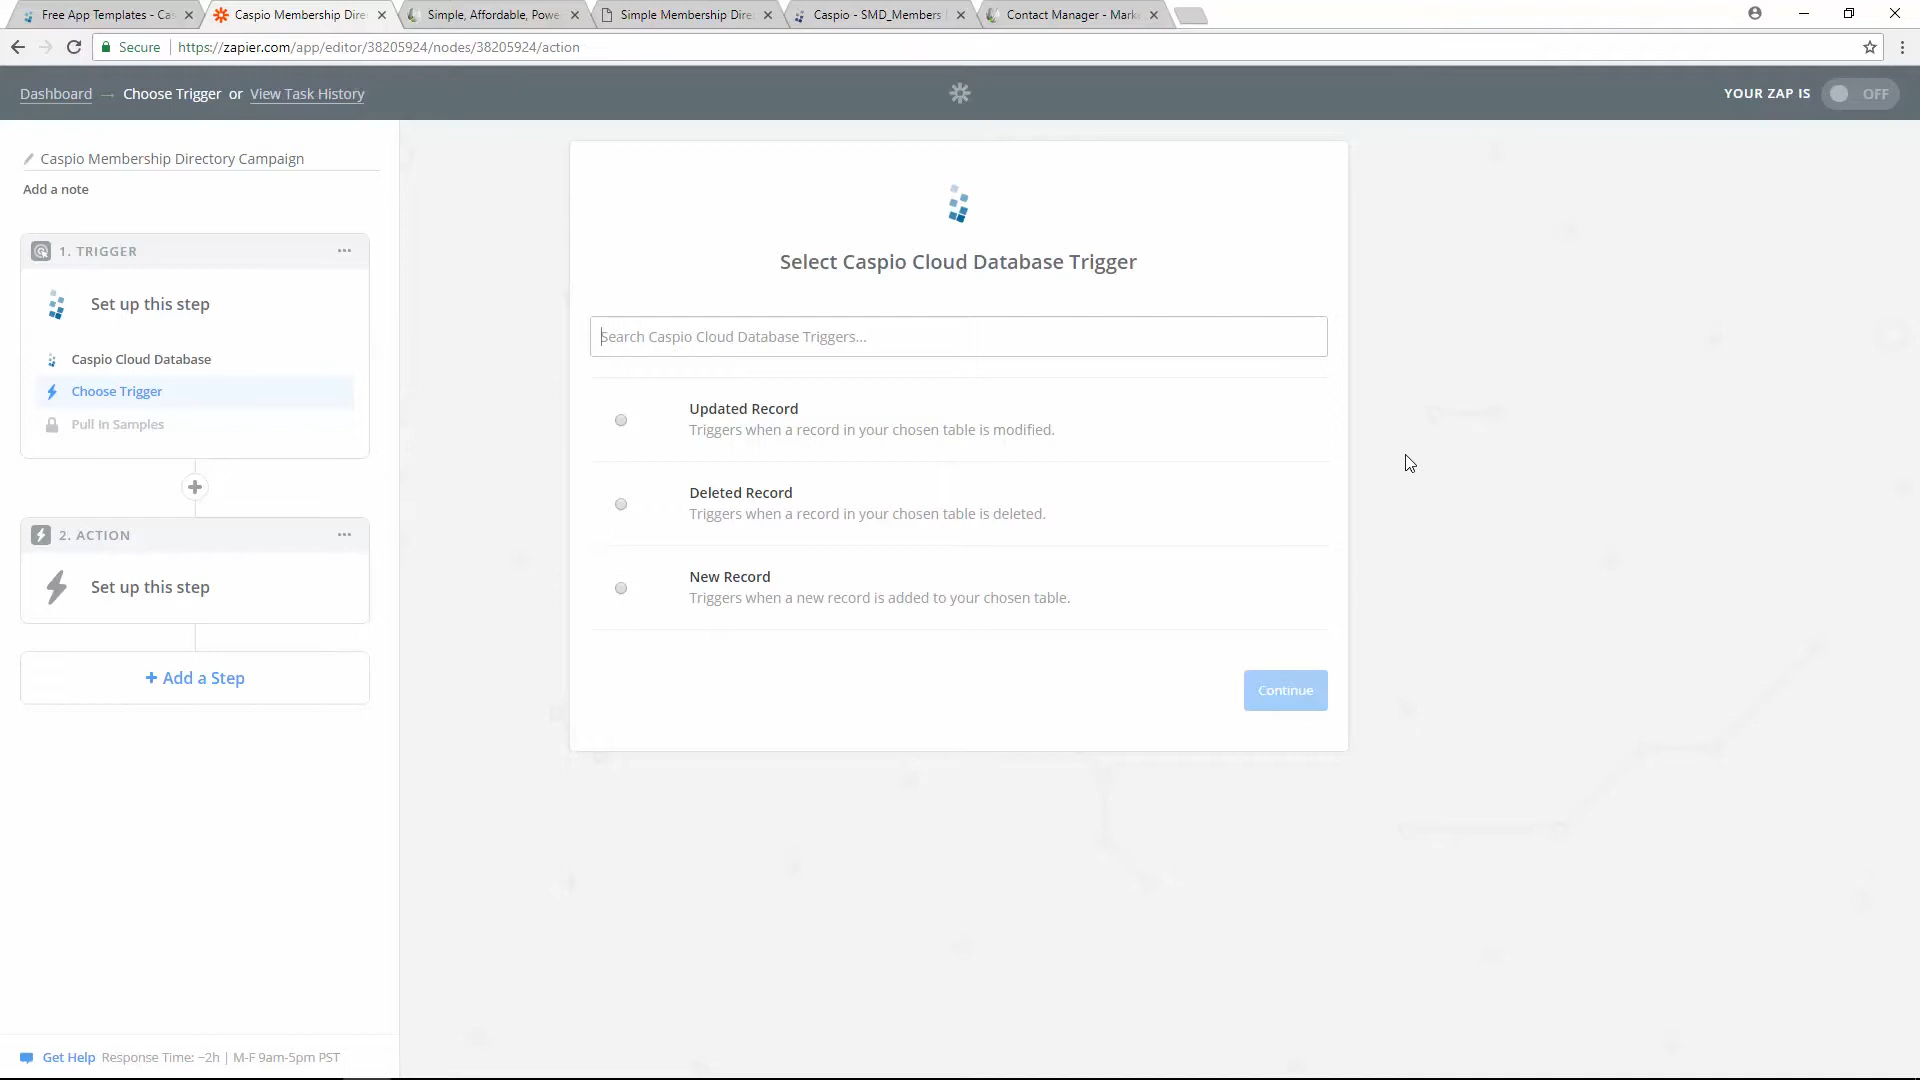 Free App Templates - Cas
Caspio Membership Dire
Simple, Affordable, Powe
Simple Membership Dire
Caspio - SMD_Members
Contact Manager - Mark
Secure
https://zapier.com/app/editor/38205924/nodes/38205924/action
Dashboard → Choose Trigger or View Task History
YOUR ZAP IS OFF
Caspio Membership Directory Campaign
Add a note
1. TRIGGER
Set up this step
Caspio Cloud Database
Choose Trigger
Pull In Samples
2. ACTION
Set up this step
+ Add a Step
Select Caspio Cloud Database Trigger
Search Caspio Cloud Database Triggers...
Updated Record
Triggers when a record in your chosen table is modified.
Deleted Record
Triggers when a record in your chosen table is deleted.
New Record
Triggers when a new record is added to your chosen table.
Continue
Get Help Response Time: ~2h | M-F 9am-5pm PST